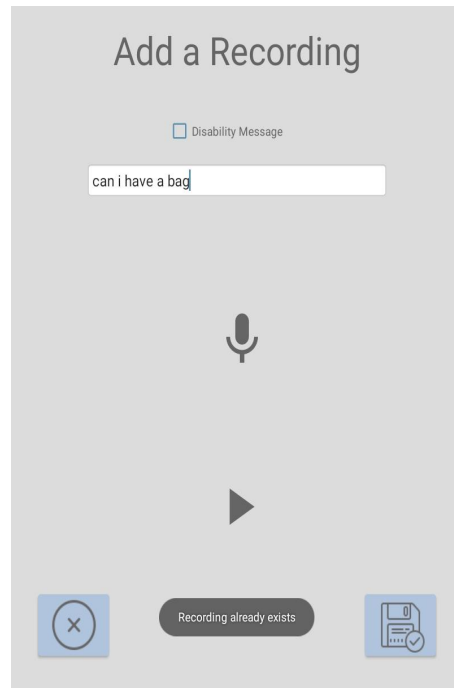 Add a Recording
Disability Message
can i have a bag
Recording already exists